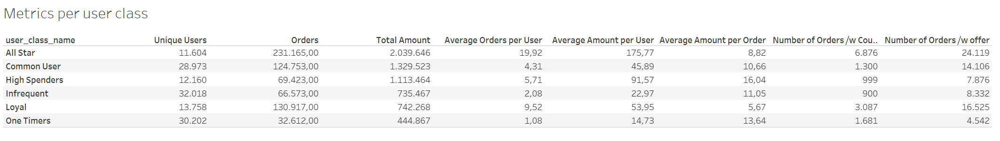 Metrics per user class
user_class_name Unique Users Orders Total Amount Average Orders per User Average Amount per User Average Amount per Order Number of Orders /w Cou.. Number of Orders /w offer
All Star 11.604 231.165,00 2.039.646 19,92 175,77 8,82 6.876 24.119
Common User 28.973 124.753,00 1.329.523 4,31 45,89 10,66 1.300 14.106
High Spenders 12.160 69.423,00 1.113.464 5,71 91,57 16,04 999 7.876
Infrequent 32.018 66.573,00 735.467 2,08 22,97 11,05 900 8.332
Loyal 13.758 130.917,00 742.268 9,52 53,95 5,67 3.087 16.525
One Timers 30.202 32.612,00 444.867 1,08 14,73 13,64 1.681 4.542